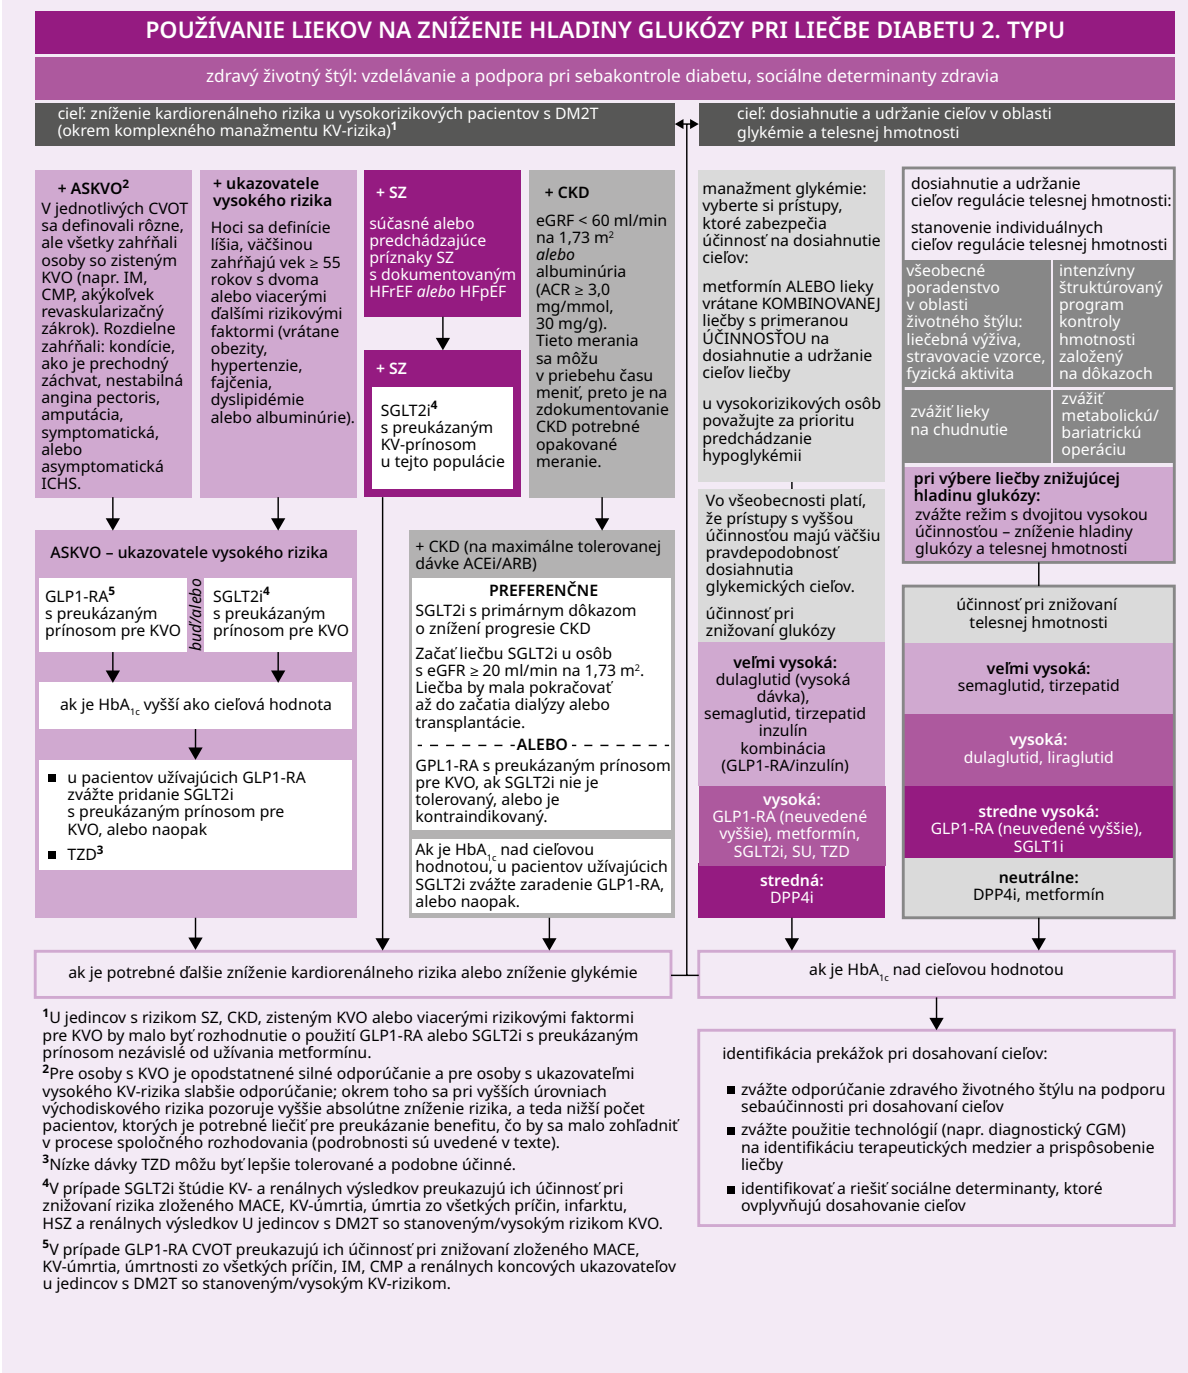 POUŽÍVANIE LIEKOV NA ZNÍŽENIE HLADINY GLUKÓZY PRI LIEČBE DIABETU 2. TYPU
zdravý životný štýl: vzdelávanie a podpora pri sebakontrole diabetu, sociálne determinanty zdravia
cieľ: zníženie kardiorenálneho rizika u vysokorizikových pacientov s DM2T
(okrem komplexného manažmentu KV-rizika)1
cieľ: dosiahnutie a udržanie cieľov v oblasti
glykémie a telesnej hmotnosti
+ ASKVO2
V jednotlivých CVOT
sa definovali rôzne,
ale všetky zahŕňali
osoby so zisteným
KVO (napr. IM,
CMP, akýkoľvek
revaskularizačný
zákrok). Rozdielne
zahŕňali: kondície,
ako je prechodný
záchvat, nestabilná
angina pectoris,
amputácia,
symptomatická,
alebo
asymptomatická
ICHS.
+ ukazovatele
vysokého rizika
Hoci sa definície
líšia, väčšinou
zahŕňajú vek ≥ 55
rokov s dvoma
alebo viacerými
ďalšími rizikovými
faktormi (vrátane
obezity,
hypertenzie,
fajčenia,
dyslipidémie
alebo albuminúrie).
+ SZ
súčasné alebo
predchádzajúce
príznaky SZ
s dokumentovaným
HFrEF alebo HFpEF
+ SZ
SGLT2i4
s preukázaným
KV-prínosom
u tejto populácie
+ CKD
eGRF < 60 ml/min
na 1,73 m2
alebo
albuminúria
(ACR ≥ 3,0
mg/mmol,
30 mg/g).
Tieto merania
sa môžu
v priebehu času
meniť, preto je na
zdokumentovanie
CKD potrebné
opakované
meranie.
ASKVO – ukazovatele vysokého rizika
GLP1-RA5
s preukázaným
prínosom pre KVO
buď/alebo
SGLT2i4
s preukázaným
prínosom pre KVO
ak je HbA1c vyšší ako cieľová hodnota
■ u pacientov užívajúcich GLP1-RA
zvážte pridanie SGLT2i
s preukázaným prínosom pre
KVO, alebo naopak
■ TZD3
+ CKD (na maximálne tolerovanej
dávke ACEi/ARB)
PREFERENČNE
SGLT2i s primárnym dôkazom
o znížení progresie CKD
Začať liečbu SGLT2i u osôb
s eGFR ≥ 20 ml/min na 1,73 m2.
Liečba by mala pokračovať
až do začatia dialýzy alebo
transplantácie.
- - - - - - -ALEBO- - - - - - -
GPL1-RA s preukázaným prínosom
pre KVO, ak SGLT2i nie je
tolerovaný, alebo je
kontraindikovaný.
Ak je HbA1c nad cieľovou
hodnotou, u pacientov užívajúcich
SGLT2i zvážte zaradenie GLP1-RA,
alebo naopak.
manažment glykémie:
vyberte si prístupy,
ktoré zabezpečia
účinnosť na dosiahnutie
cieľov:
metformín ALEBO lieky
vrátane KOMBINOVANEJ
liečby s primeranou
ÚČINNOSŤOU na
dosiahnutie a udržanie
cieľov liečby
u vysokorizikových osôb
považujte za prioritu
predchádzanie
hypoglykémii
Vo všeobecnosti platí,
že prístupy s vyššou
účinnosťou majú väčšiu
pravdepodobnosť
dosiahnutia
glykemických cieľov.
účinnosť pri
znižovaní glukózy
veľmi vysoká:
dulaglutid (vysoká
dávka),
semaglutid, tirzepatid
inzulín
kombinácia
(GLP1-RA/inzulín)
vysoká:
GLP1-RA (neuvedené
vyššie), metformín,
SGLT2i, SU, TZD
stredná:
DPP4i
dosiahnutie a udržanie
cieľov regulácie telesnej hmotnosti:
stanovenie individuálnych
cieľov regulácie telesnej hmotnosti
všeobecné
poradenstvo
v oblasti
životného štýlu:
liečebná výživa,
stravovacie vzorce,
fyzická aktivita
intenzívny
štruktúrovaný
program
kontroly
hmotnosti
založený
na dôkazoch
zvážiť lieky
na chudnutie
zvážiť
metabolickú/
bariatrickú
operáciu
pri výbere liečby znižujúcej
hladinu glukózy:
zvážte režim s dvojitou vysokou
účinnosťou – zníženie hladiny
glukózy a telesnej hmotnosti
účinnosť pri znižovaní
telesnej hmotnosti
veľmi vysoká:
semaglutid, tirzepatid
vysoká:
dulaglutid, liraglutid
stredne vysoká:
GLP1-RA (neuvedené vyššie),
SGLT1i
neutrálne:
DPP4i, metformín
ak je potrebné ďalšie zníženie kardiorenálneho rizika alebo zníženie glykémie
ak je HbA1c nad cieľovou hodnotou
identifikácia prekážok pri dosahovaní cieľov:
■ zvážte odporúčanie zdravého životného štýlu na podporu
sebaúčinnosti pri dosahovaní cieľov
■ zvážte použitie technológií (napr. diagnostický CGM)
na identifikáciu terapeutických medzier a prispôsobenie
liečby
■ identifikovať a riešiť sociálne determinanty, ktoré
ovplyvňujú dosahovanie cieľov
1U jedincov s rizikom SZ, CKD, zisteným KVO alebo viacerými rizikovými faktormi
pre KVO by malo byť rozhodnutie o použití GLP1-RA alebo SGLT2i s preukázaným
prínosom nezávislé od užívania metformínu.
2Pre osoby s KVO je opodstatnené silné odporúčanie a pre osoby s ukazovateľmi
vysokého KV-rizika slabšie odporúčanie; okrem toho sa pri vyšších úrovniach
východiskového rizika pozoruje vyššie absolútne zníženie rizika, a teda nižší počet
pacientov, ktorých je potrebné liečiť pre preukázanie benefitu, čo by sa malo zohľadniť
v procese spoločného rozhodovania (podrobnosti sú uvedené v texte).
3Nízke dávky TZD môžu byť lepšie tolerované a podobne účinné.
4V prípade SGLT2i štúdie KV- a renálnych výsledkov preukazujú ich účinnosť pri
znižovaní rizika zloženého MACE, KV-úmrtia, úmrtia zo všetkých príčin, infarktu,
HSZ a renálnych výsledkov U jedincov s DM2T so stanoveným/vysokým rizikom KVO.
5V prípade GLP1-RA CVOT preukazujú ich účinnosť pri znižovaní zloženého MACE,
KV-úmrtia, úmrtnosti zo všetkých príčin, IM, CMP a renálnych koncových ukazovateľov
u jedincov s DM2T so stanoveným/vysokým KV-rizikom.